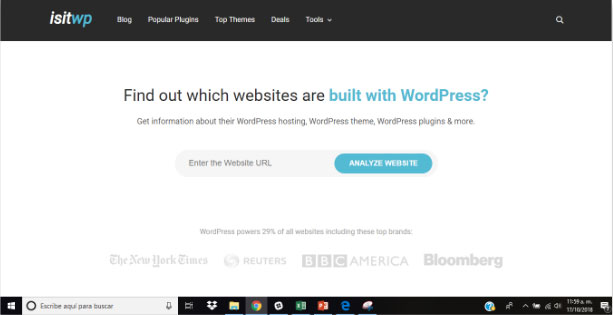 isitwp Blog Popular Plugins Top Themes Deals Tools
Find out which websites are built with WordPress?
Get information about their WordPress hosting, WordPress theme, WordPress plugins & more.
Enter the Website URL ANALYZE WEBSITE
WordPress powers 29% of all websites including these top brands:
The New York Times REUTERS BBC AMERICA Bloomberg
Escribe aquí para buscar
11:59 a. m.
17/10/2018